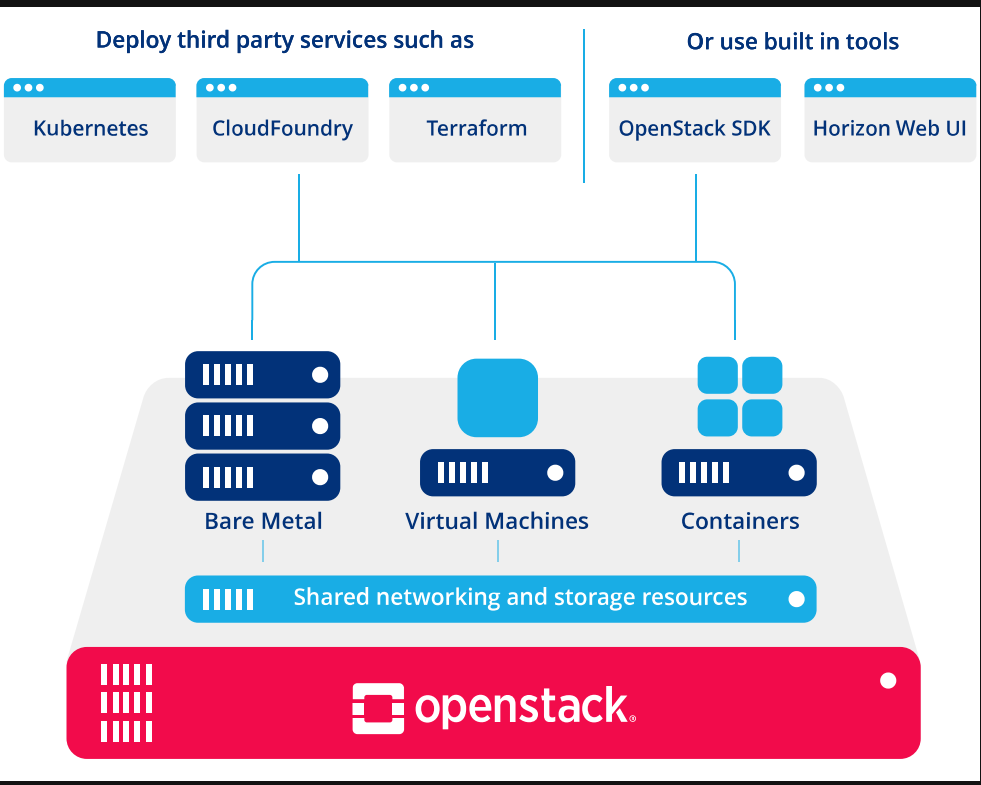 Deploy third party services such as
Or use built in tools
Kubernetes
CloudFoundry
Terraform
OpenStack SDK
Horizon Web UI
Bare Metal
Virtual Machines
Containers
Shared networking and storage resources
openstack®